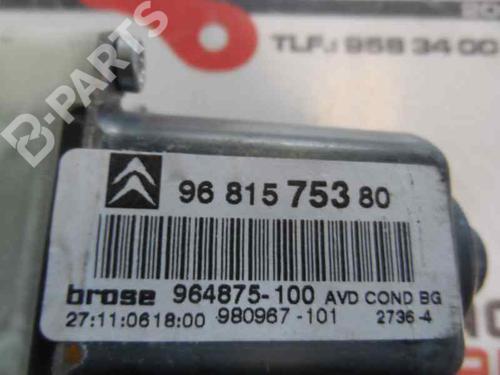 TLF.: 958 34 00
B-PARTS
96 815 753 80
brose 964875-100 AVD COND BG
27:11:0618:00 980967-101 2736-4